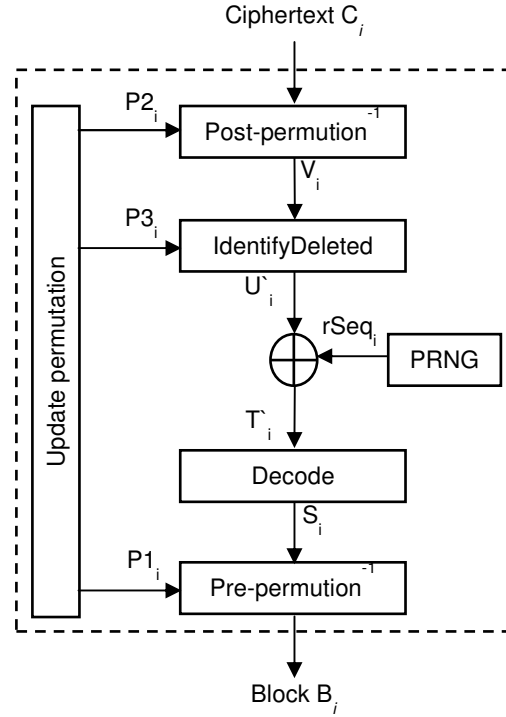 Ciphertext C i
P2 i
Post-permution -1
V i
P3 i
IdentifyDeleted
U` i
rSeq i
PRNG
Update permutation
T` i
Decode
S i
P1 i
Pre-permution -1
Block B i